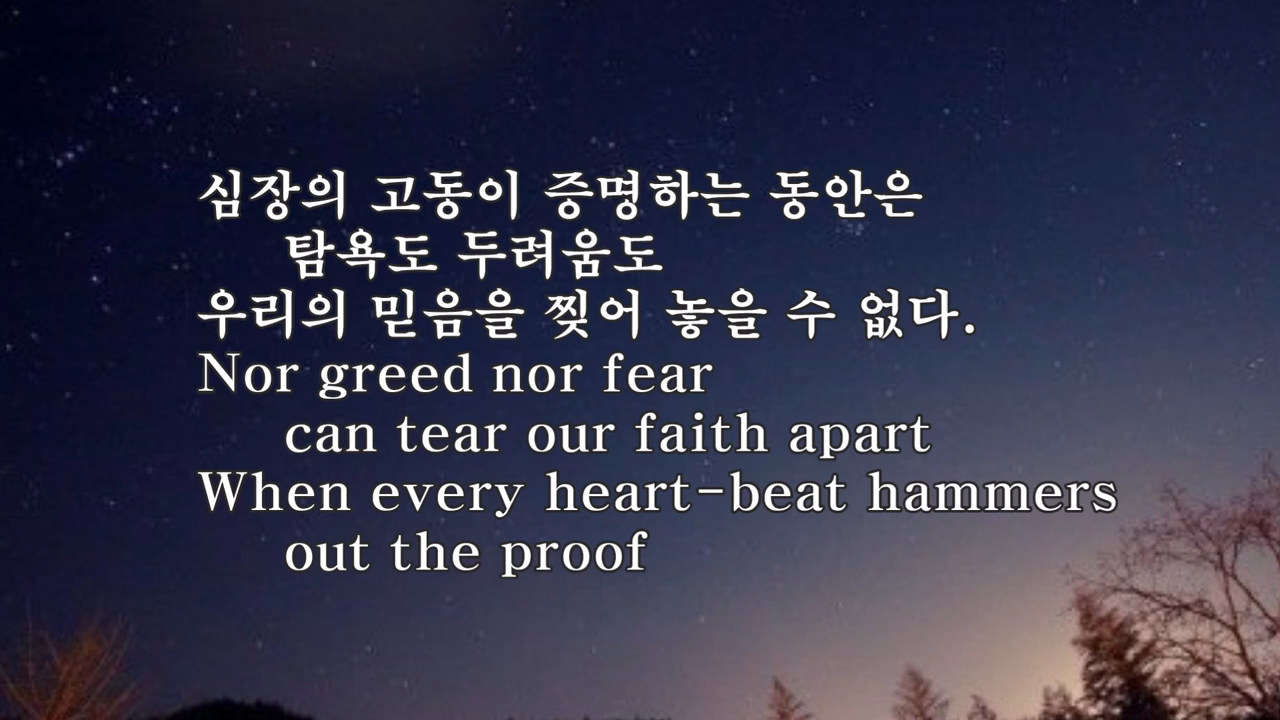 심장의 고동이 증명하는 동안은
탐욕도 두려움도
우리의 믿음을 찢어 놓을 수 없다.
Nor greed nor fear
can tear our faith apart
When every heart-beat hammers
out the proof